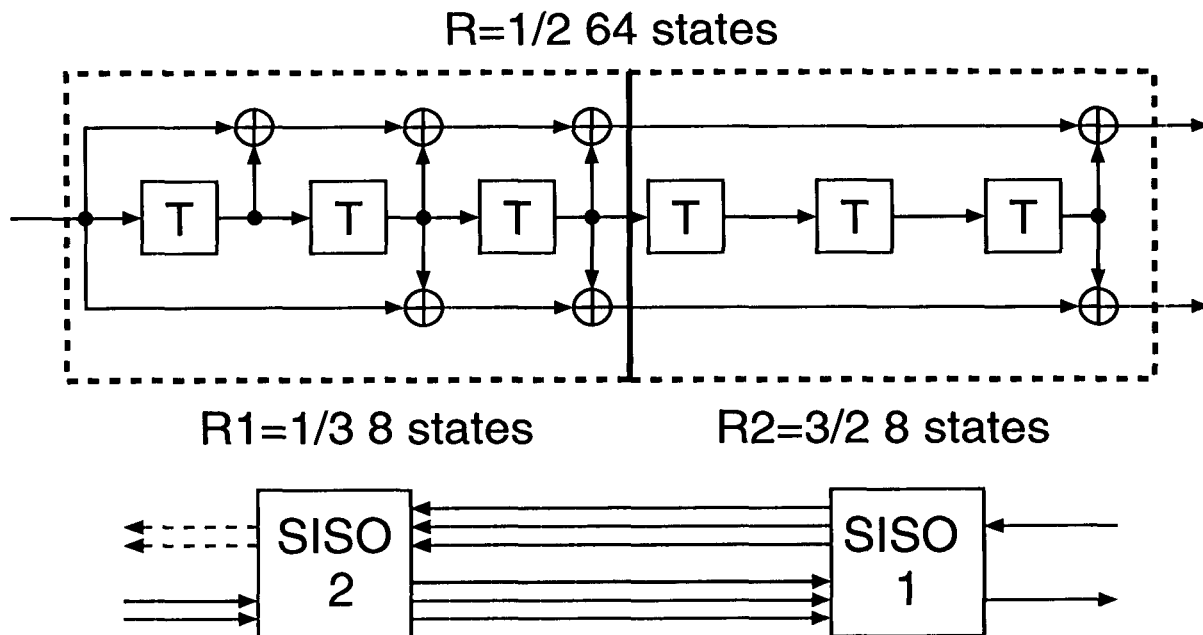 R=1/2 64 states
T T T T T T
R1=1/3 8 states R2=3/2 8 states
SISO SISO
2 1